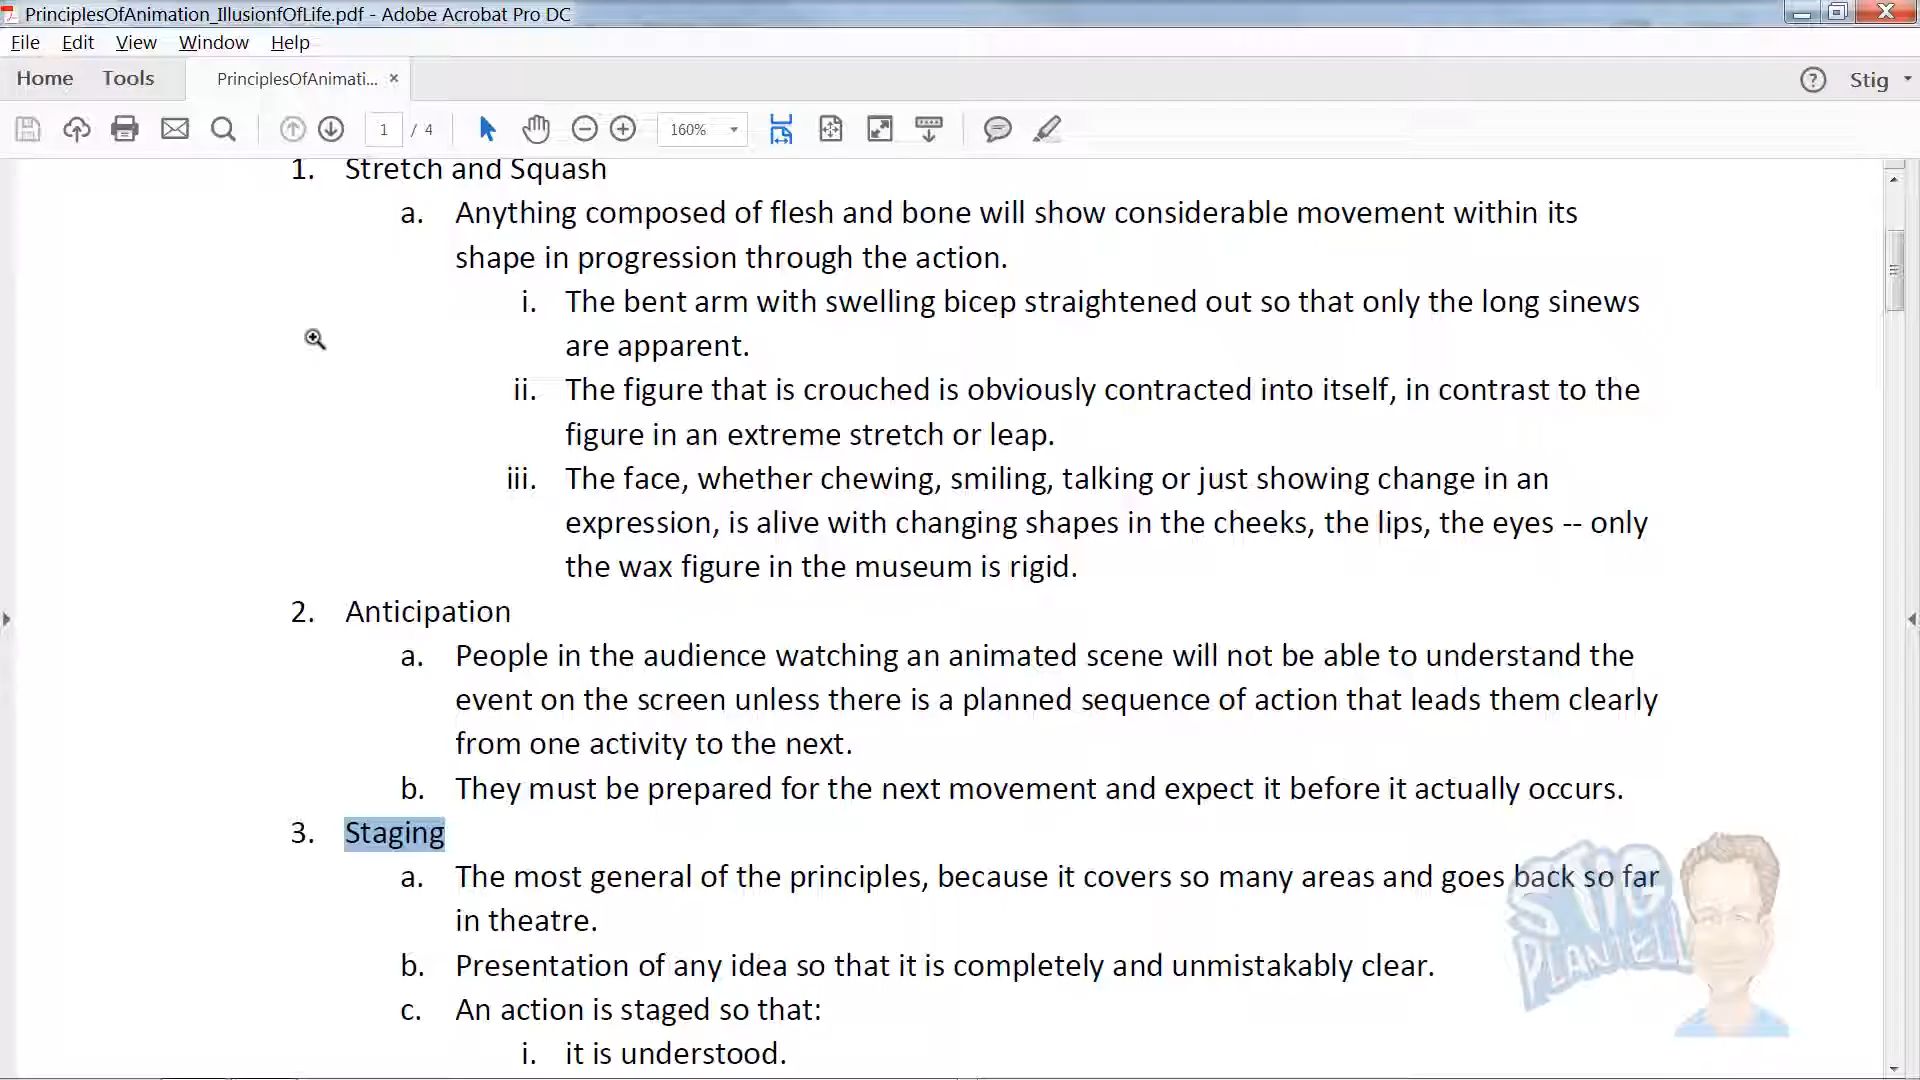 PrinciplesOfAnimation_IllusionfOfLife.pdf - Adobe Acrobat Pro DC
File Edit View Window Help
Home Tools PrinciplesOfAnimati... × ? Stig
1 / 4 160%
1. Stretch and Squash
a. Anything composed of flesh and bone will show considerable movement within its
shape in progression through the action.
i. The bent arm with swelling bicep straightened out so that only the long sinews
are apparent.
ii. The figure that is crouched is obviously contracted into itself, in contrast to the
figure in an extreme stretch or leap.
iii. The face, whether chewing, smiling, talking or just showing change in an
expression, is alive with changing shapes in the cheeks, the lips, the eyes -- only
the wax figure in the museum is rigid.
2. Anticipation
a. People in the audience watching an animated scene will not be able to understand the
event on the screen unless there is a planned sequence of action that leads them clearly
from one activity to the next.
b. They must be prepared for the next movement and expect it before it actually occurs.
3. Staging
a. The most general of the principles, because it covers so many areas and goes back so far
in theatre.
b. Presentation of any idea so that it is completely and unmistakably clear.
c. An action is staged so that:
i. it is understood.
STIG